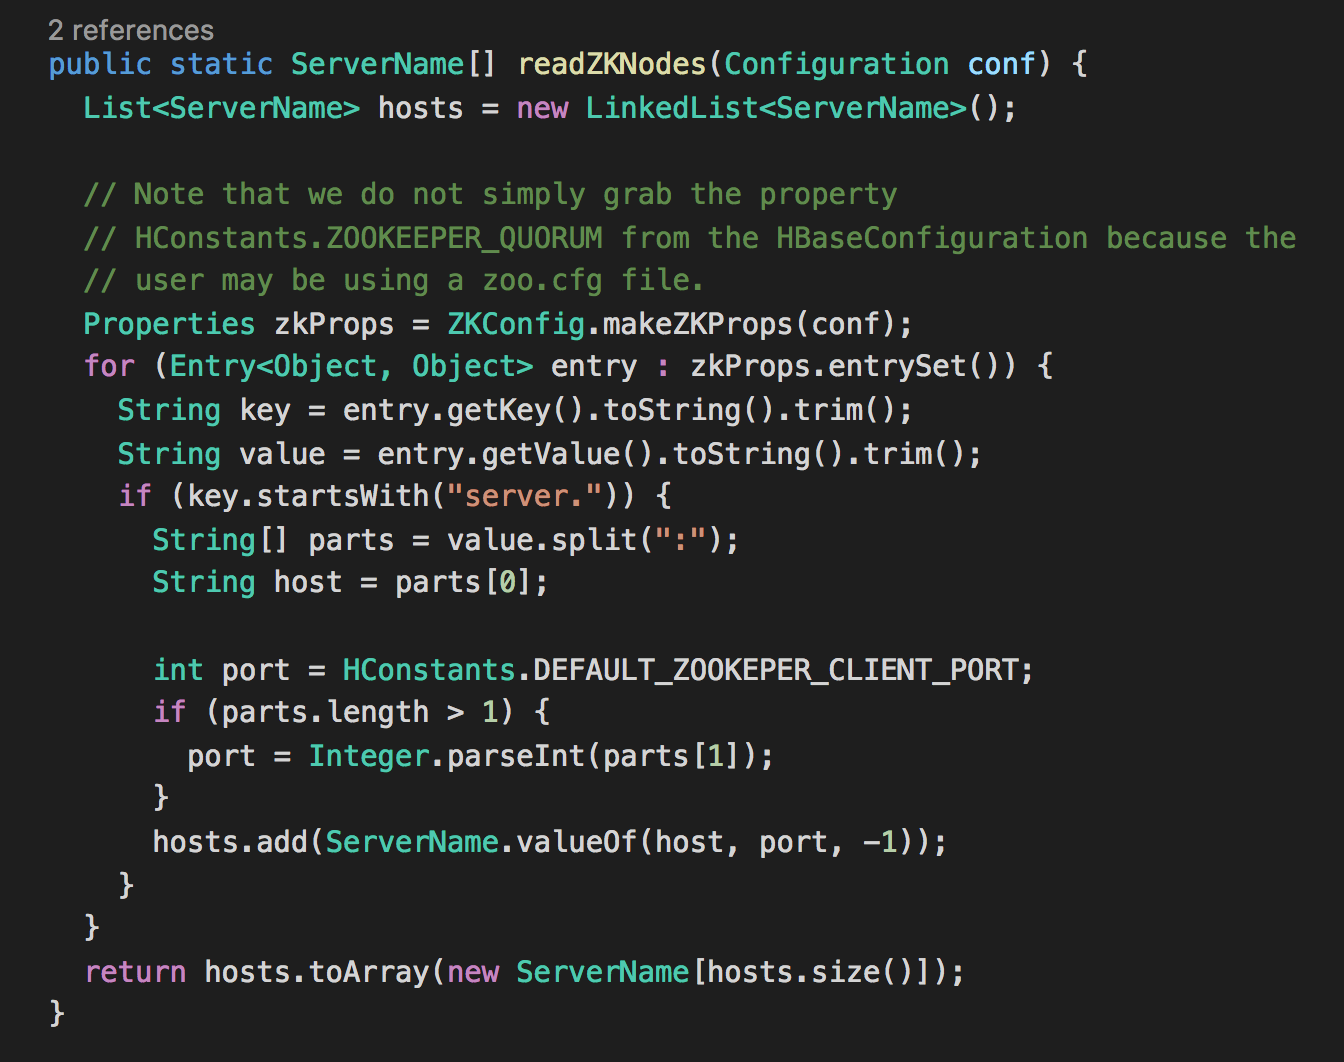 2 references
public static ServerName[] readZKNodes(Configuration conf) {
List<ServerName> hosts = new LinkedList<ServerName>();
// Note that we do not simply grab the property
// HConstants.ZOOKEEPER_QUORUM from the HBaseConfiguration because the
// user may be using a zoo.cfg file.
Properties zkProps = ZKConfig.makeZKProps(conf);
for (Entry<Object, Object> entry : zkProps.entrySet()) {
String key = entry.getKey().toString().trim();
String value = entry.getValue().toString().trim();
if (key.startsWith("server.")) {
String[] parts = value.split(":");
String host = parts[0];
int port = HConstants.DEFAULT_ZOOKEPER_CLIENT_PORT;
if (parts.length > 1) {
port = Integer.parseInt(parts[1]);
}
hosts.add(ServerName.valueOf(host, port, -1));
}
}
return hosts.toArray(new ServerName[hosts.size()]);
}